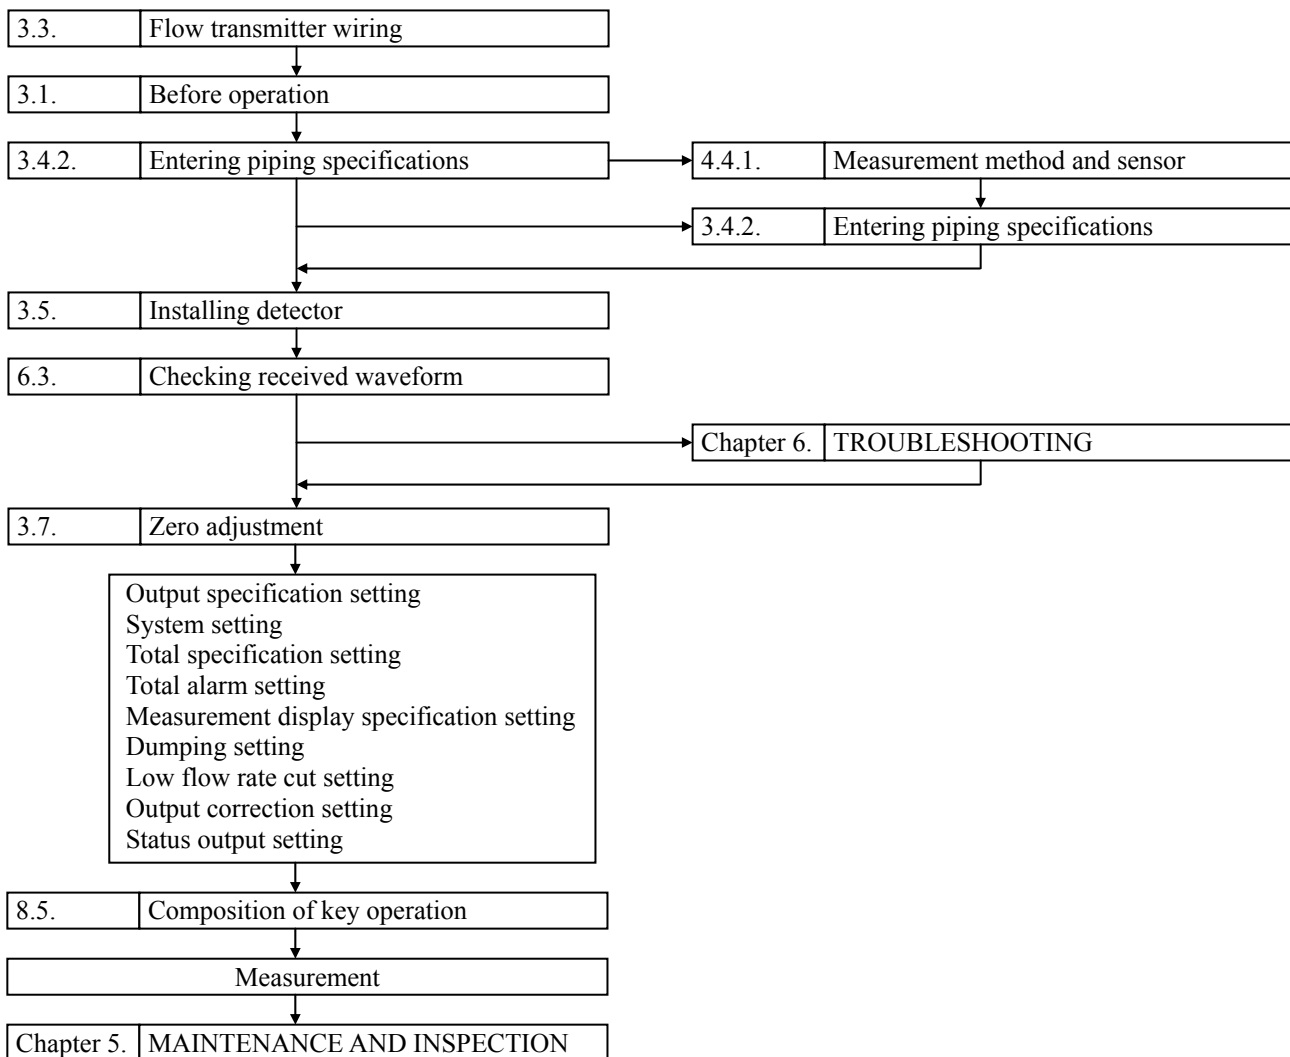 3.3. Flow transmitter wiring
3.1. Before operation
3.4.2. Entering piping specifications
4.4.1. Measurement method and sensor
3.4.2. Entering piping specifications
3.5. Installing detector
6.3. Checking received waveform
Chapter 6. TROUBLESHOOTING
3.7. Zero adjustment
Output specification setting
System setting
Total specification setting
Total alarm setting
Measurement display specification setting
Dumping setting
Low flow rate cut setting
Output correction setting
Status output setting
8.5. Composition of key operation
Measurement
Chapter 5. MAINTENANCE AND INSPECTION